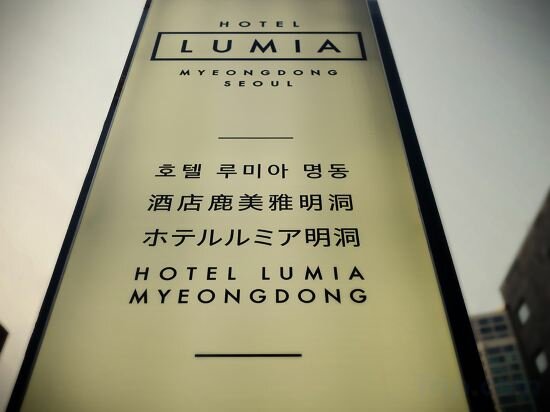 HOTEL
LUMIA
MYEONGDONG
SEOUL
호텔 루미아 명동
酒店鹿美雅明洞
ホテルルミア明洞
HOTEL LUMIA
MYEONGDONG